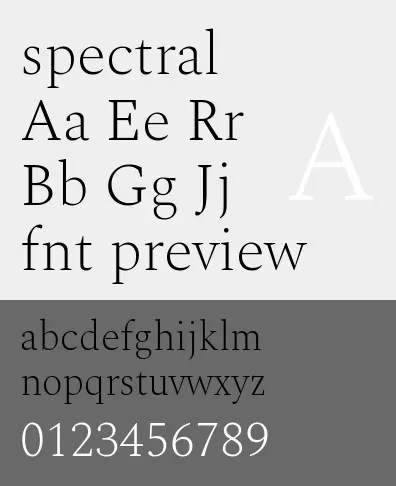 spectral
Aa Ee Rr
A
Bb Gg Jj
fnt preview
abcdefghijklm
nopqrstuvwxyz
0123456789